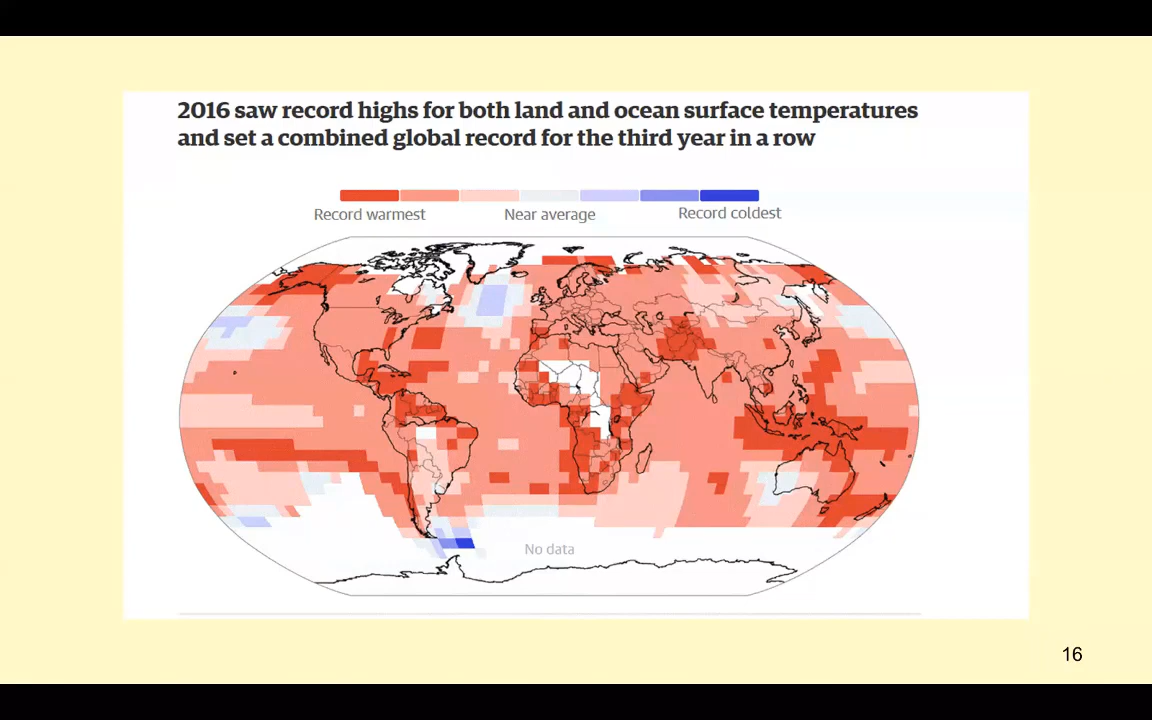 2016 saw record highs for both land and ocean surface temperatures
and set a combined global record for the third year in a row
Record warmest Near average Record coldest
No data
16